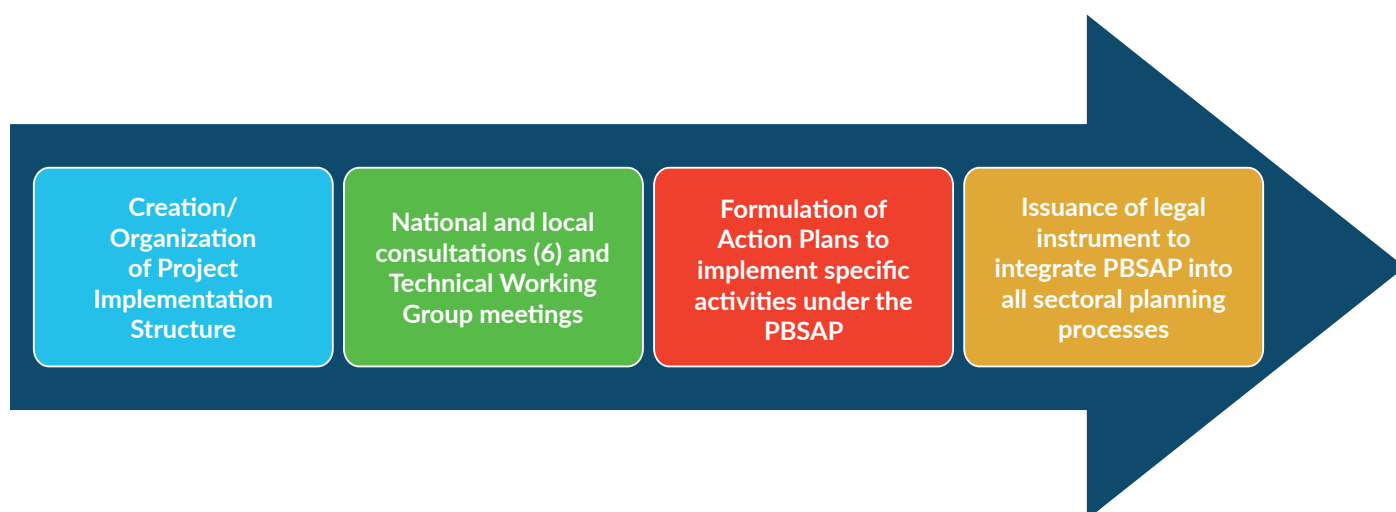 Creation/
Organization
of Project
Implementation
Structure
National and local
consultations (6) and
Technical Working
Group meetings
Formulation of
Action Plans to
implement specific
activities under the
PBSAP
Issuance of legal
instrument to
integrate PBSAP into
all sectoral planning
processes